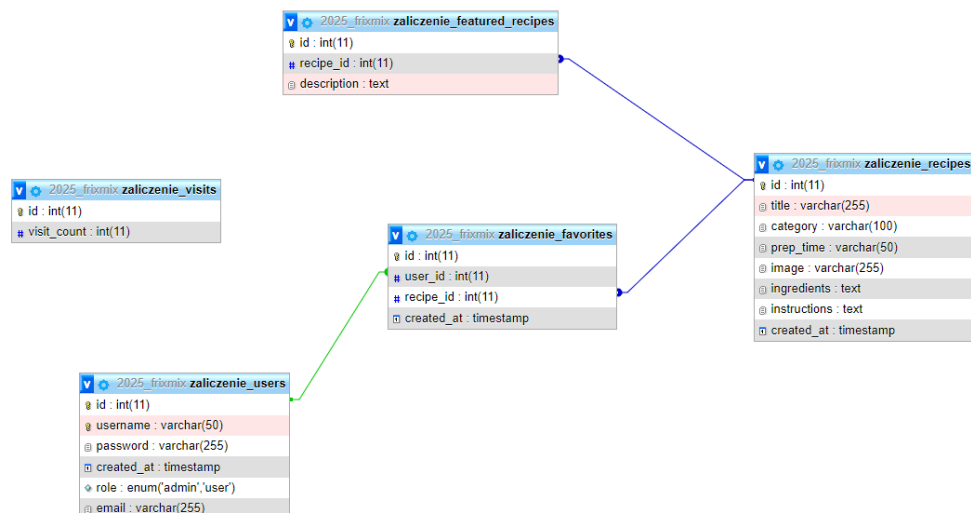 2025_frixmix zaliczenie_featured_recipes
id : int(11)
recipe_id : int(11)
description : text
2025_frixmix zaliczenie_recipes
id : int(11)
title : varchar(255)
category : varchar(100)
prep_time : varchar(50)
image : varchar(255)
ingredients : text
instructions : text
created_at : timestamp
2025_frixmix zaliczenie_visits
id : int(11)
visit_count : int(11)
2025_frixmix zaliczenie_favorites
id : int(11)
user_id : int(11)
recipe_id : int(11)
created_at : timestamp
2025_frixmix zaliczenie_users
id : int(11)
username : varchar(50)
password : varchar(255)
created_at : timestamp
role : enum('admin','user')
email : varchar(255)